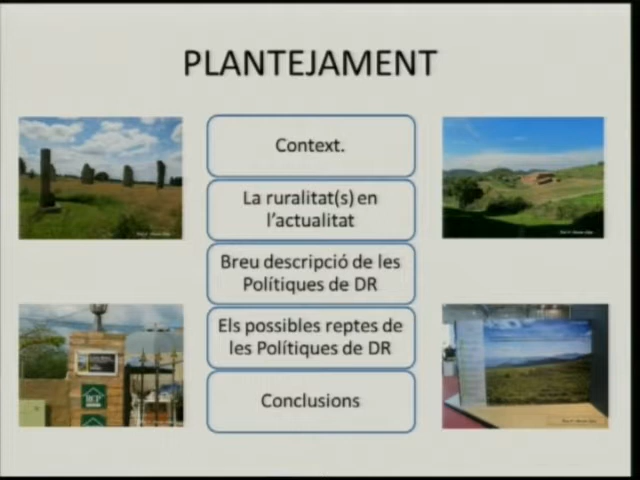 PLANTEJAMENT
Context.
La ruralitat(s) en
l'actualitat
Breu descripció de les
Polítiques de DR
Els possibles reptes de
les Polítiques de DR
Conclusions